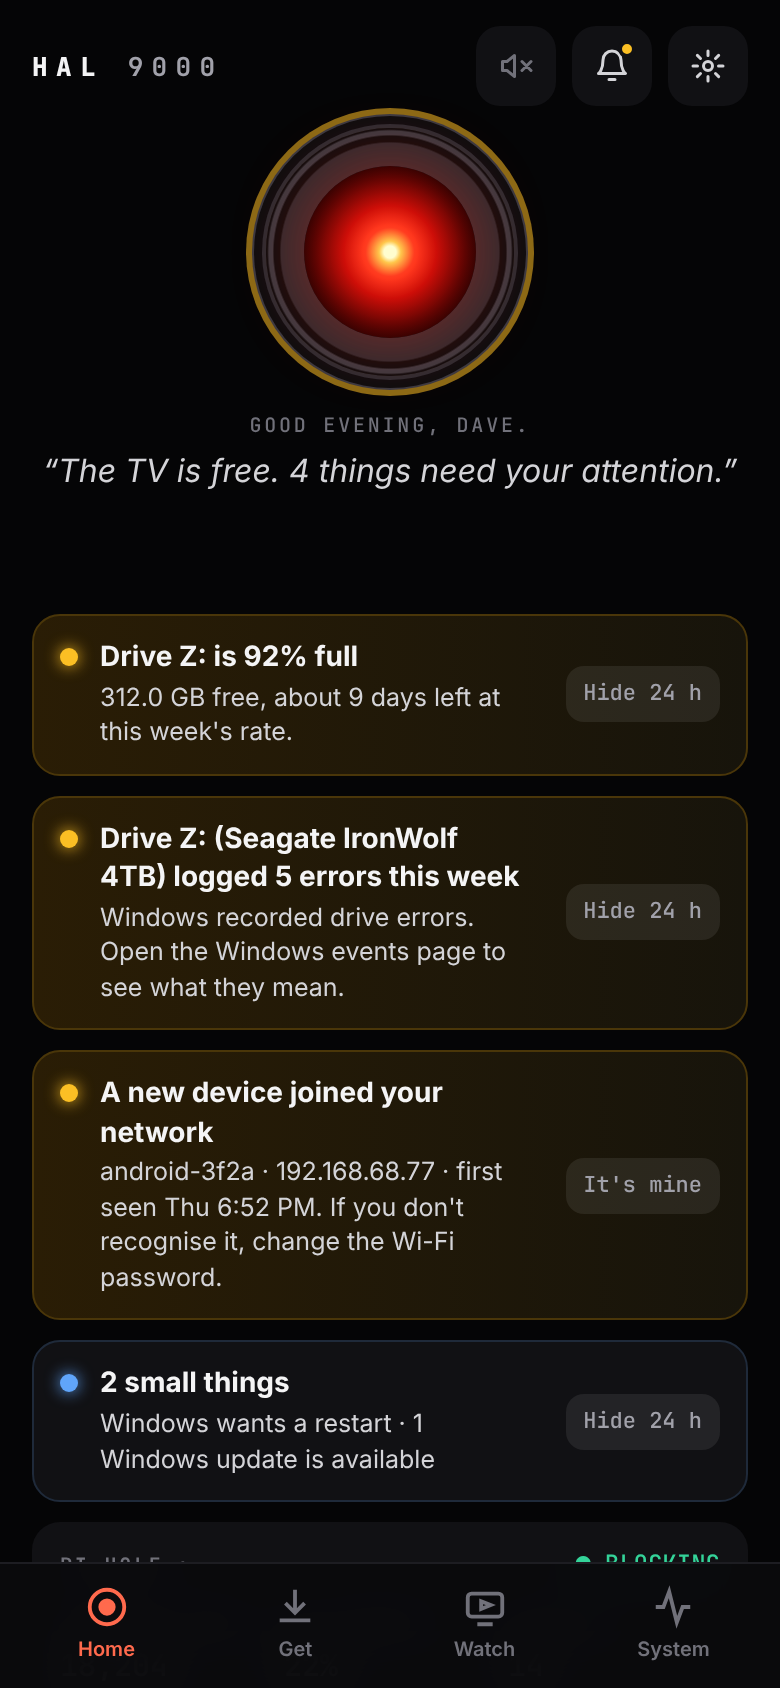 HAL 9000
GOOD EVENING, DAVE.
“The TV is free. 4 things need your attention.”
Drive Z: is 92% full
312.0 GB free, about 9 days left at
this week's rate.
Hide 24 h
Drive Z: (Seagate IronWolf
4TB) logged 5 errors this week
Windows recorded drive errors.
Open the Windows events page to
see what they mean.
Hide 24 h
A new device joined your
network
android-3f2a · 192.168.68.77 · first
seen Thu 6:52 PM. If you don't
recognise it, change the Wi-Fi
password.
It's mine
2 small things
Windows wants a restart · 1
Windows update is available
Hide 24 h
BLOCKING
Home
Get
Watch
System